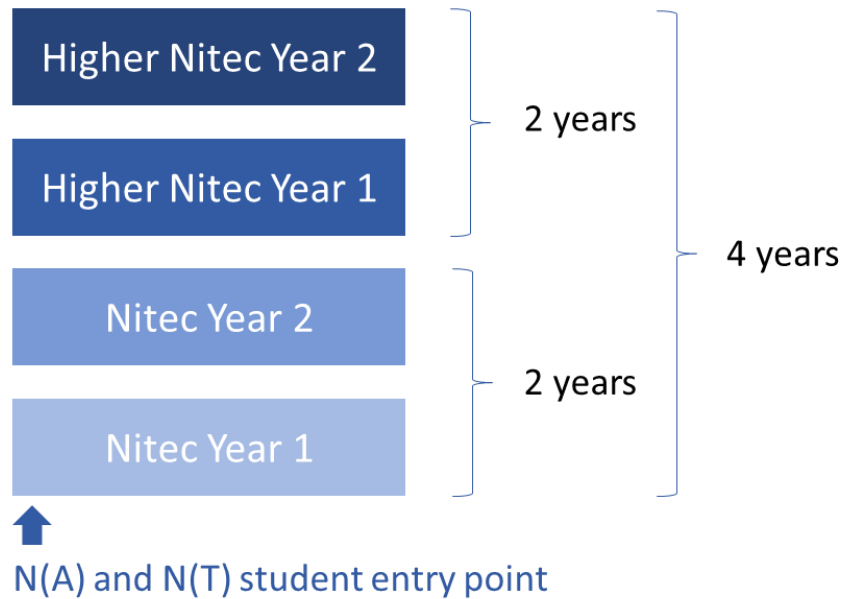 Higher Nitec Year 2
2 years
Higher Nitec Year 1
4 years
Nitec Year 2
2 years
Nitec Year 1
N(A) and N(T) student entry point